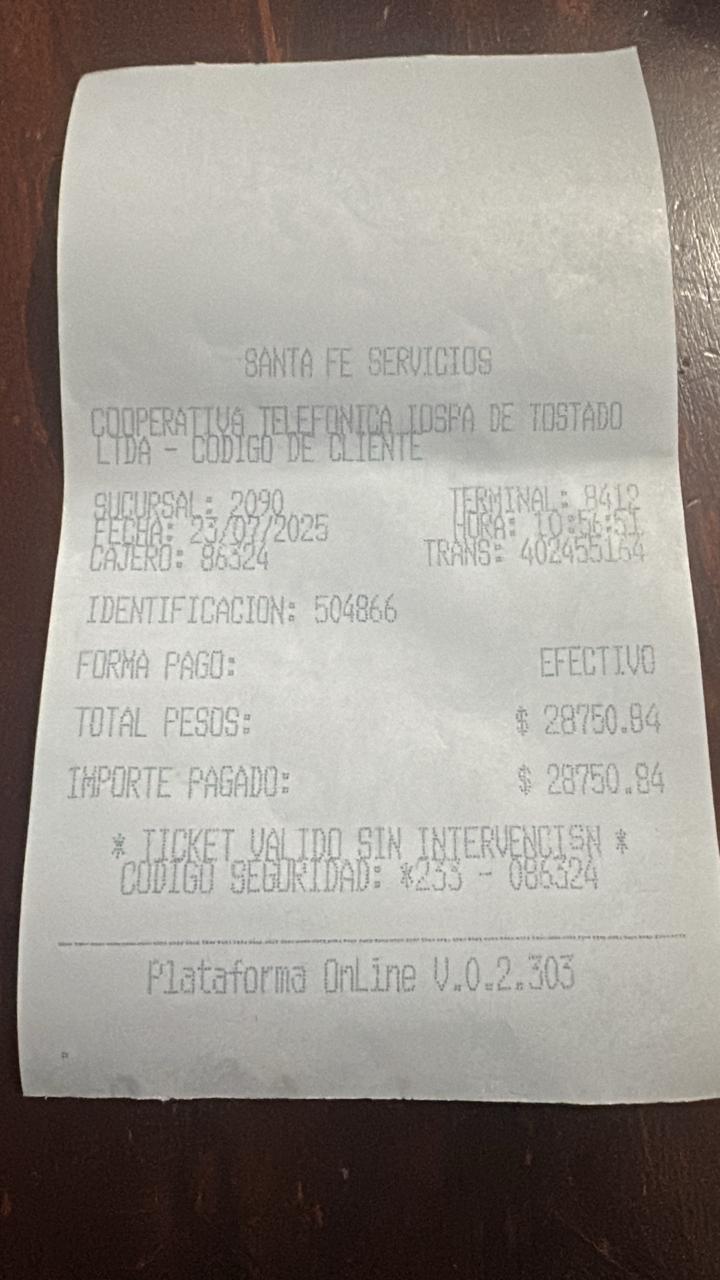 SANTA FE SERVICIOS
COOPERATIVA TELEFONICA IOSPA DE TOSTADO
LTDA - CODIGO DE CLIENTE
SUCURSAL: 2090 TERMINAL: 8412
FECHA: 23/07/2025 HORA: 10:56:51
CAJERO: 86324 TRANS: 402455164
IDENTIFICACION: 504866
FORMA PAGO: EFECTIVO
TOTAL PESOS: $ 28750.84
IMPORTE PAGADO: $ 28750.84
* TICKET VALIDO SIN INTERVENCISN *
CODIGO SEGURIDAD: *233 - 086324
Plataforma OnLine V.0.2.303